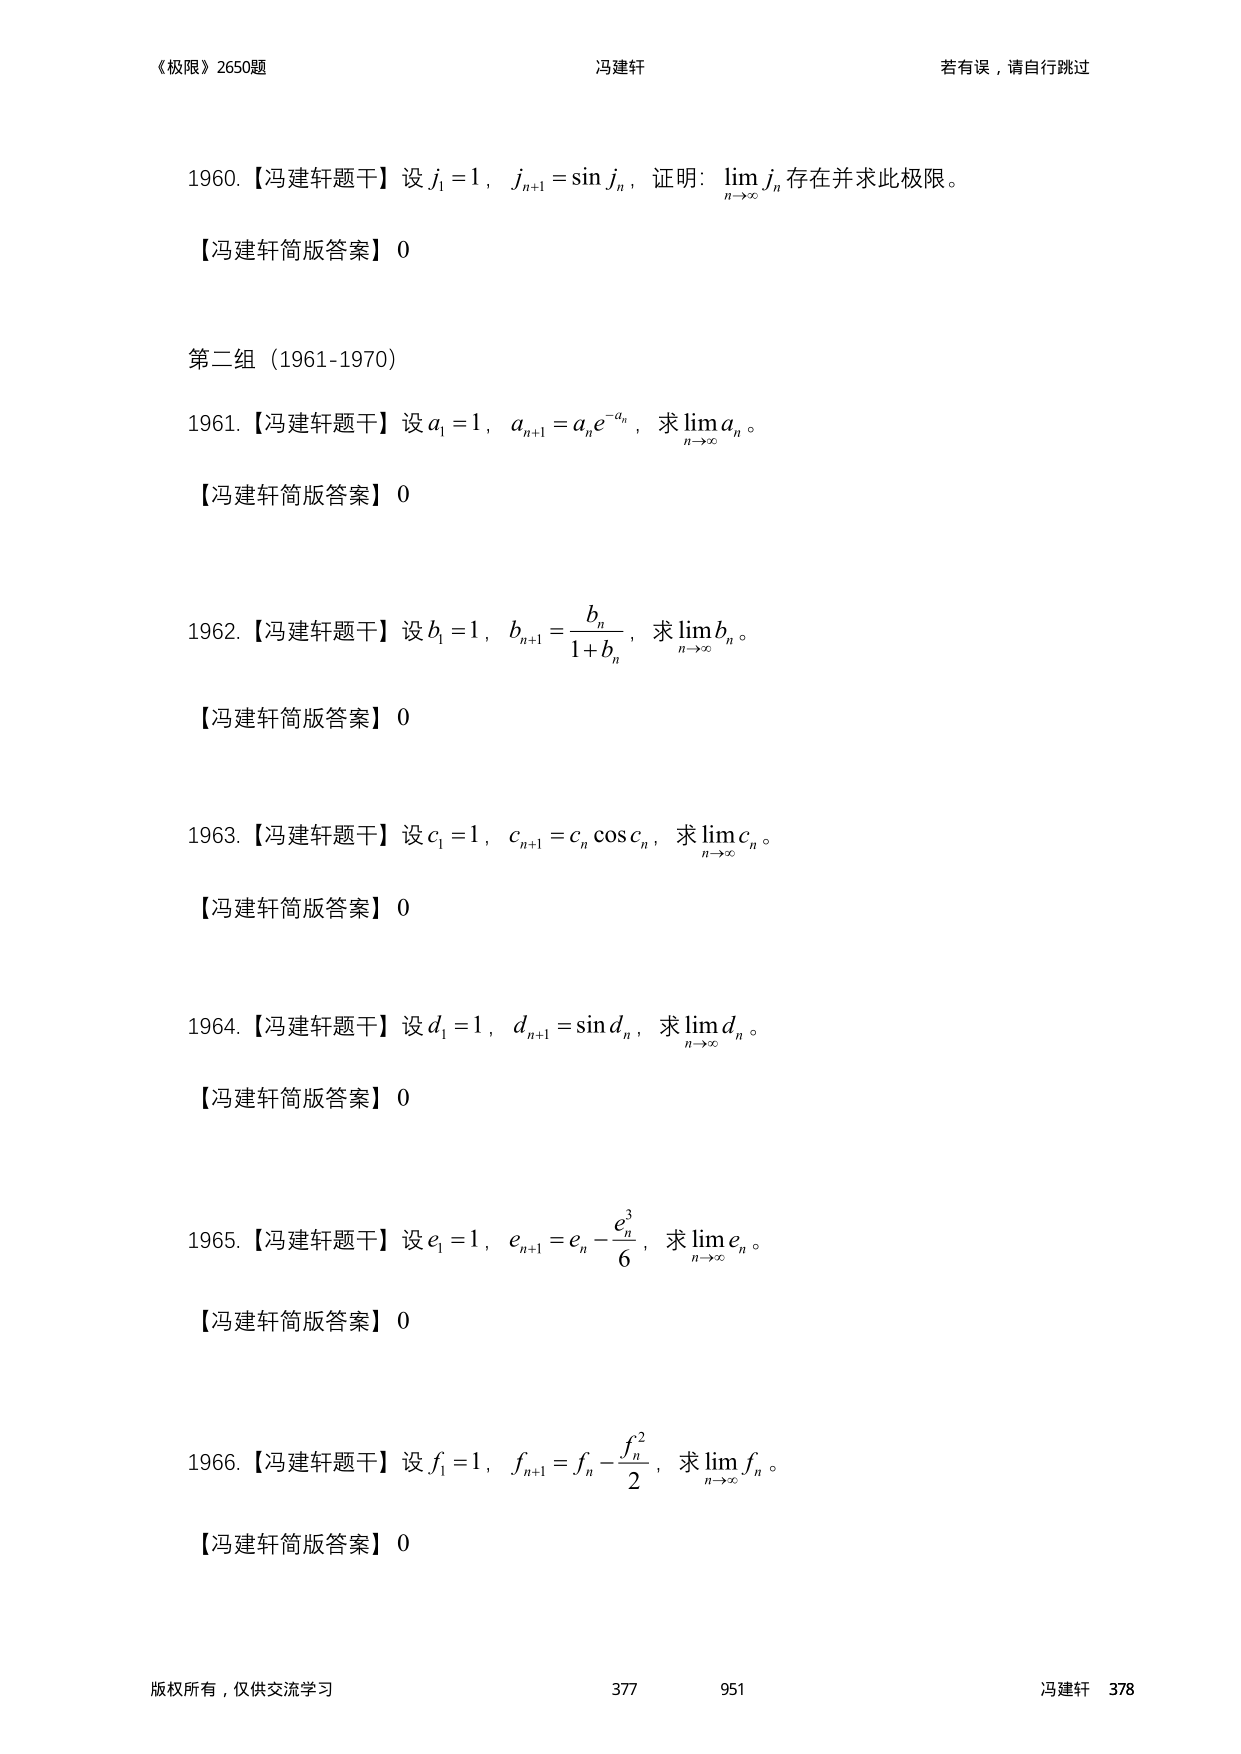 《极限》2650题 冯建轩 若有误，请自行跳过
1960.【冯建轩题干】设 j₁ = 1， jₙ₊₁ = sin jₙ，证明： lim n→∞ jₙ 存在并求此极限。
【冯建轩简版答案】0
第二组（1961-1970）
1961.【冯建轩题干】设 a₁ = 1， aₙ₊₁ = aₙe^(−aₙ)，求 lim n→∞ aₙ。
【冯建轩简版答案】0
1962.【冯建轩题干】设 b₁ = 1， bₙ₊₁ = bₙ/(1+bₙ)，求 lim n→∞ bₙ。
【冯建轩简版答案】0
1963.【冯建轩题干】设 c₁ = 1， cₙ₊₁ = cₙ cos cₙ，求 lim n→∞ cₙ。
【冯建轩简版答案】0
1964.【冯建轩题干】设 d₁ = 1， dₙ₊₁ = sin dₙ，求 lim n→∞ dₙ。
【冯建轩简版答案】0
1965.【冯建轩题干】设 e₁ = 1， eₙ₊₁ = eₙ − eₙ³/6，求 lim n→∞ eₙ。
【冯建轩简版答案】0
1966.【冯建轩题干】设 f₁ = 1， fₙ₊₁ = fₙ − fₙ²/2，求 lim n→∞ fₙ。
【冯建轩简版答案】0
版权所有，仅供交流学习 377 951 冯建轩 378